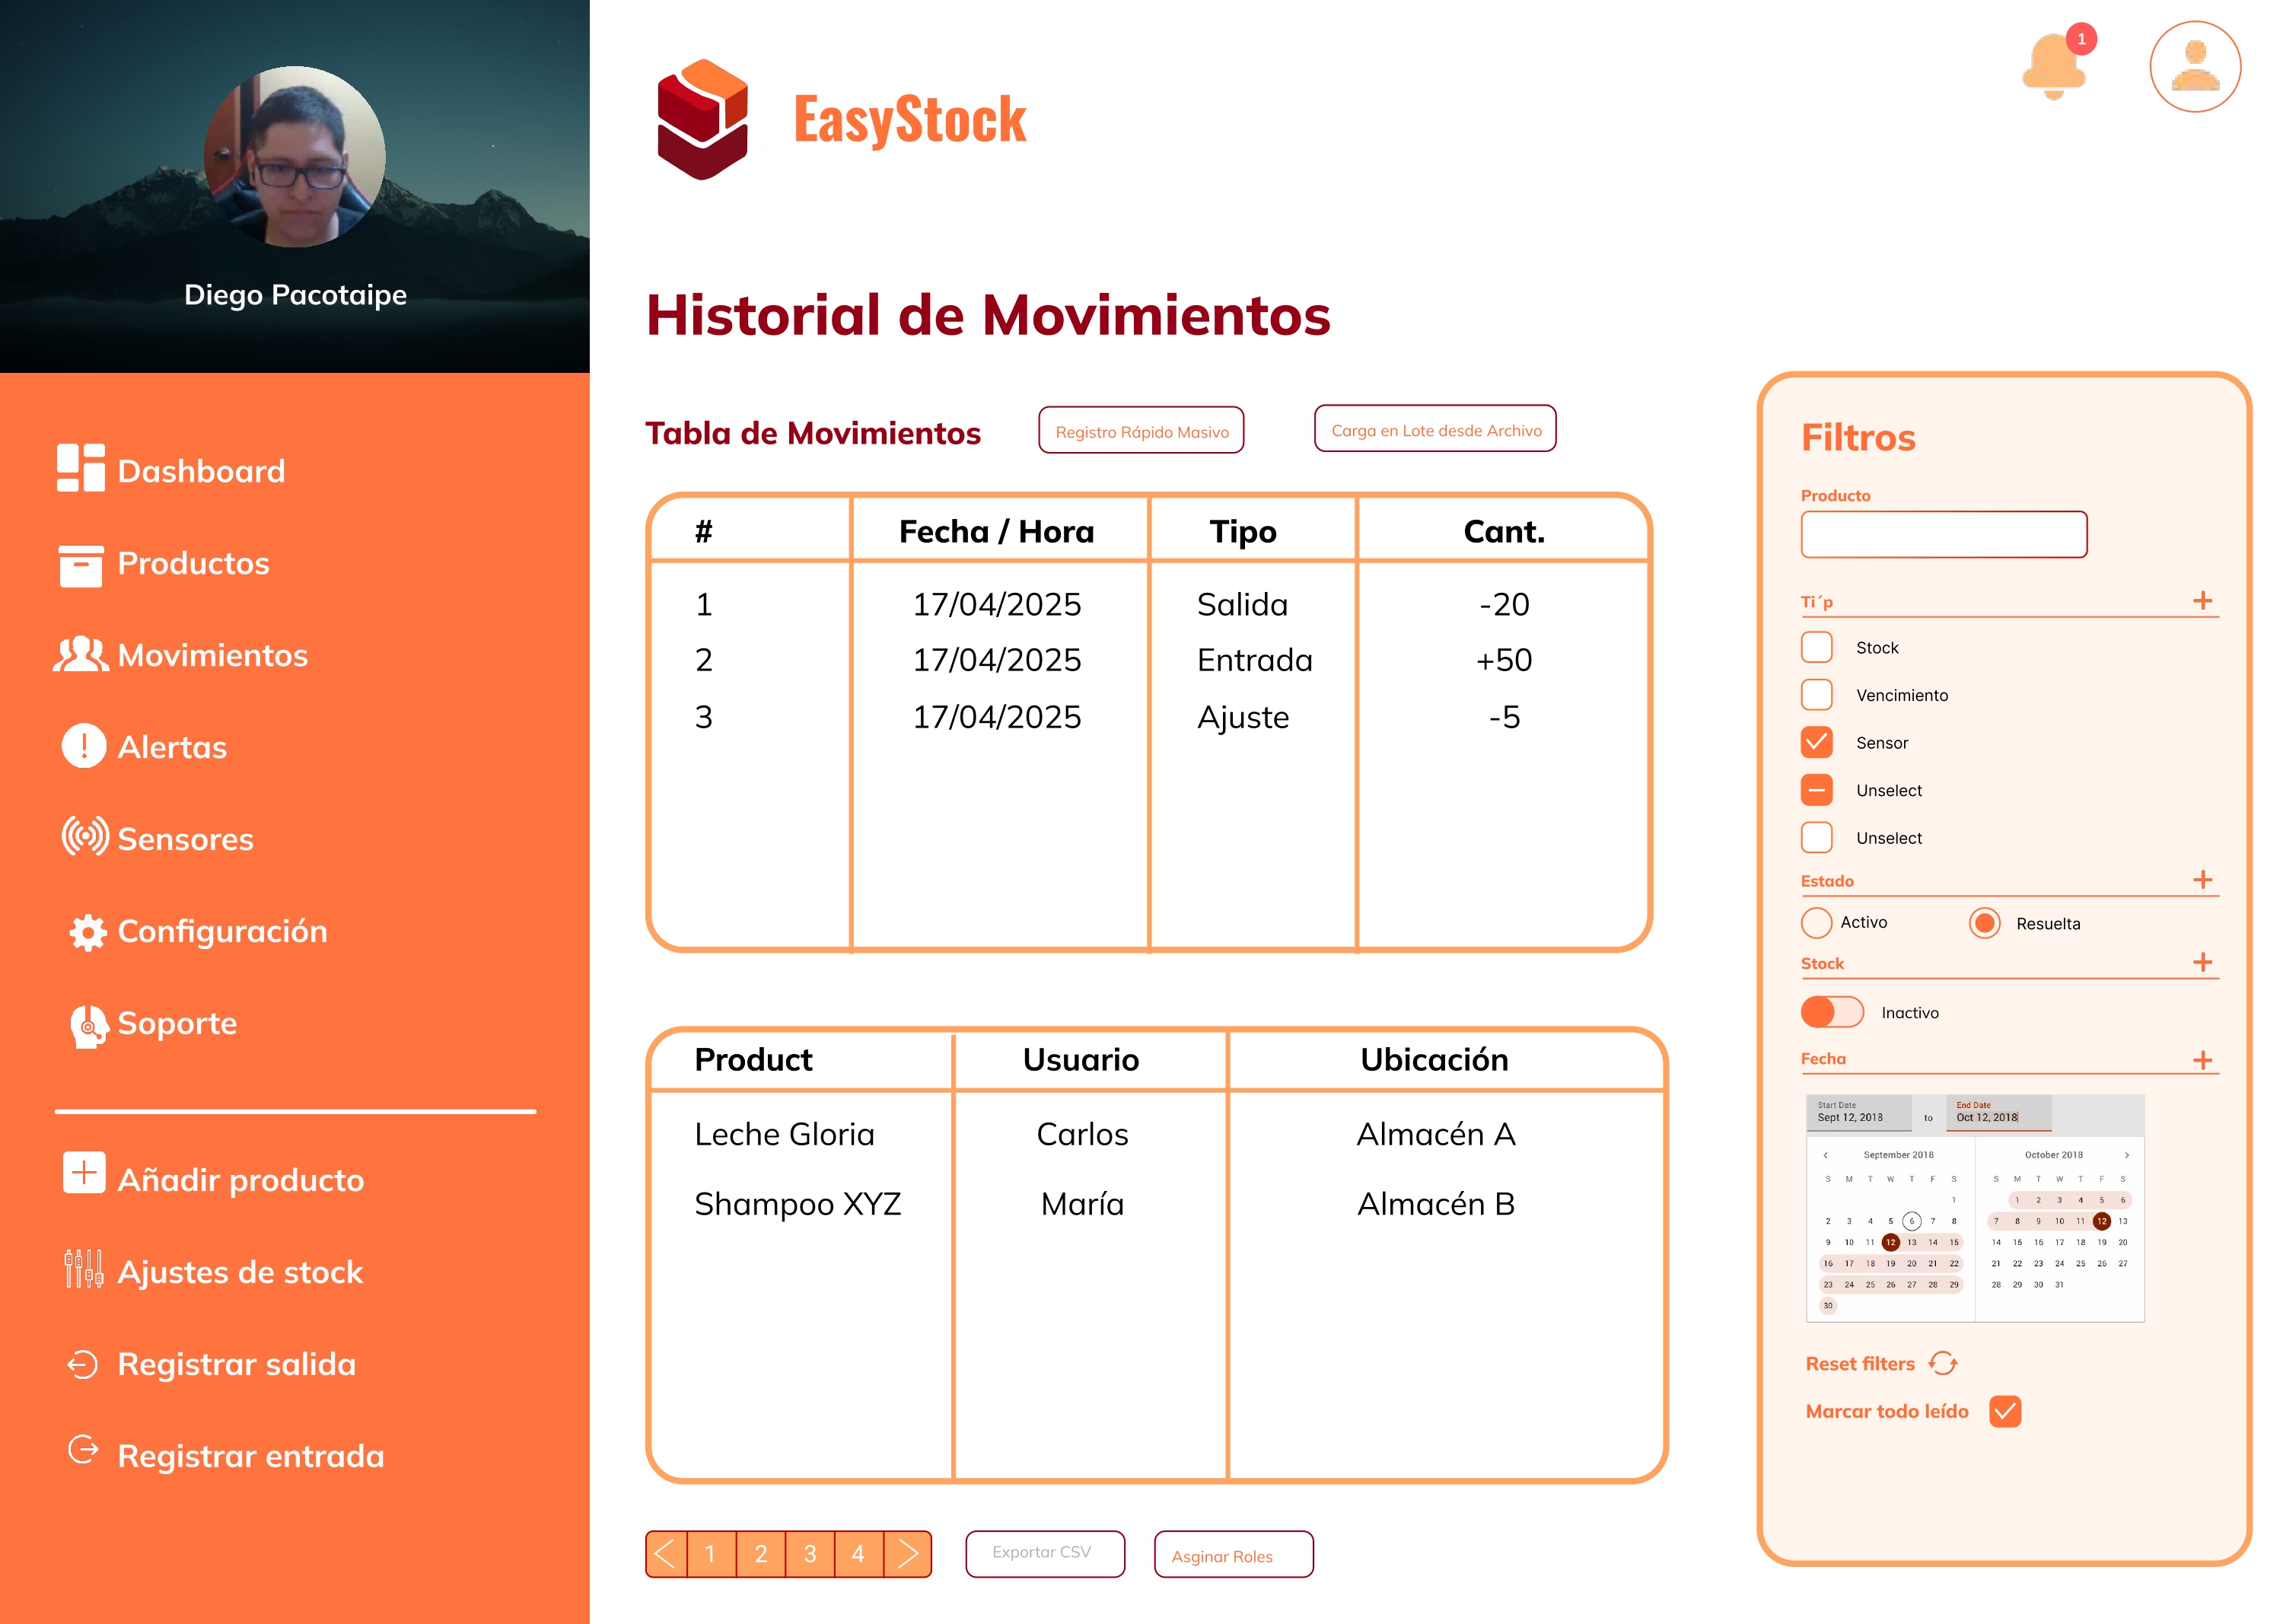 Diego Pacotaipe
Dashboard
Productos
Movimientos
Alertas
Sensores
Configuración
Soporte
Añadir producto
Ajustes de stock
Registrar salida
Registrar entrada
EasyStock
1
Historial de Movimientos
Tabla de Movimientos
Registro Rápido Masivo
Carga en Lote desde Archivo
# Fecha / Hora Tipo Cant.
1 17/04/2025 Salida -20
2 17/04/2025 Entrada +50
3 17/04/2025 Ajuste -5
Product Usuario Ubicación
Leche Gloria Carlos Almacén A
Shampoo XYZ María Almacén B
1 2 3 4
Exportar CSV
Asginar Roles
Filtros
Producto
Ti´p
Stock
Vencimiento
Sensor
Unselect
Unselect
Estado
Activo Resuelta
Stock
Inactivo
Fecha
Start Date
Sept 12, 2018
to
End Date
Oct 12, 2018
September 2018
S M T W T F S
1
2 3 4 5 6 7 8
9 10 11 12 13 14 15
16 17 18 19 20 21 22
23 24 25 26 27 28 29
30
October 2018
S M T W T F S
1 2 3 4 5 6
7 8 9 10 11 12 13
14 15 16 17 18 19 20
21 22 23 24 25 26 27
28 29 30 31
Reset filters
Marcar todo leído